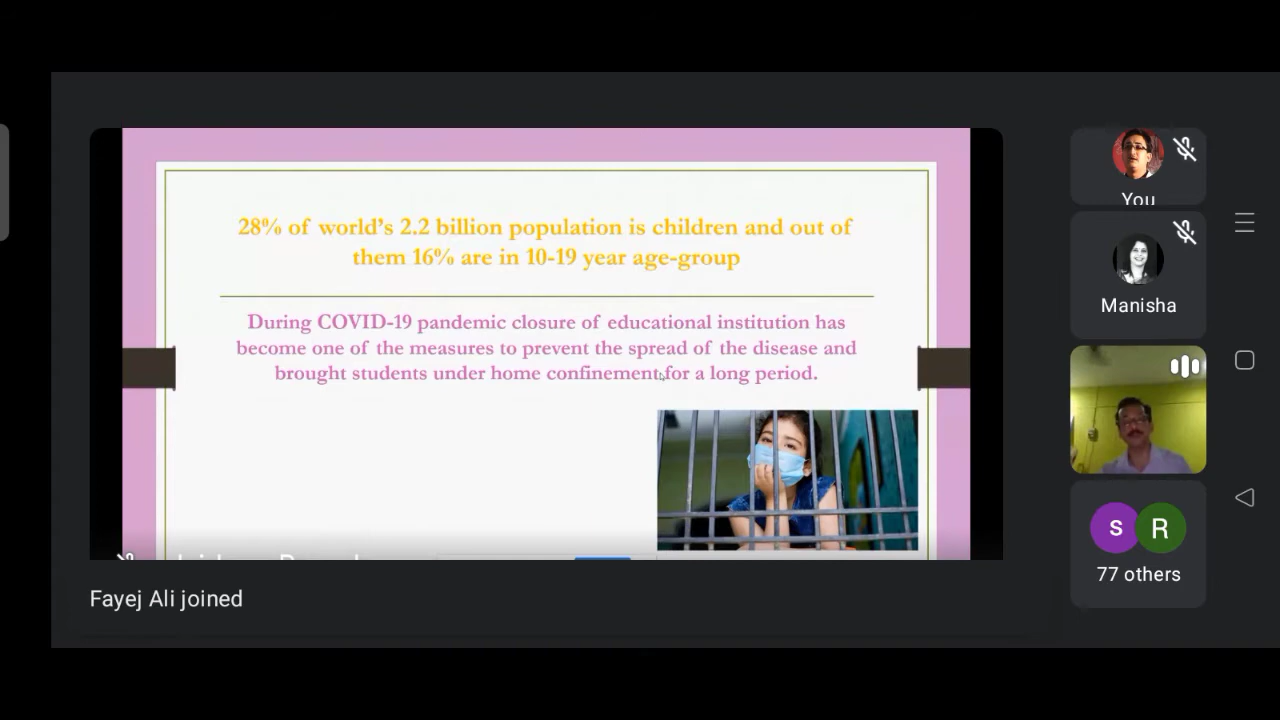 28% of world's 2.2 billion population is children and out of
them 16% are in 10-19 year age-group
During COVID-19 pandemic closure of educational institution has
become one of the measures to prevent the spread of the disease and
brought students under home confinement for a long period.
Fayej Ali joined
You
Manisha
S R
77 others